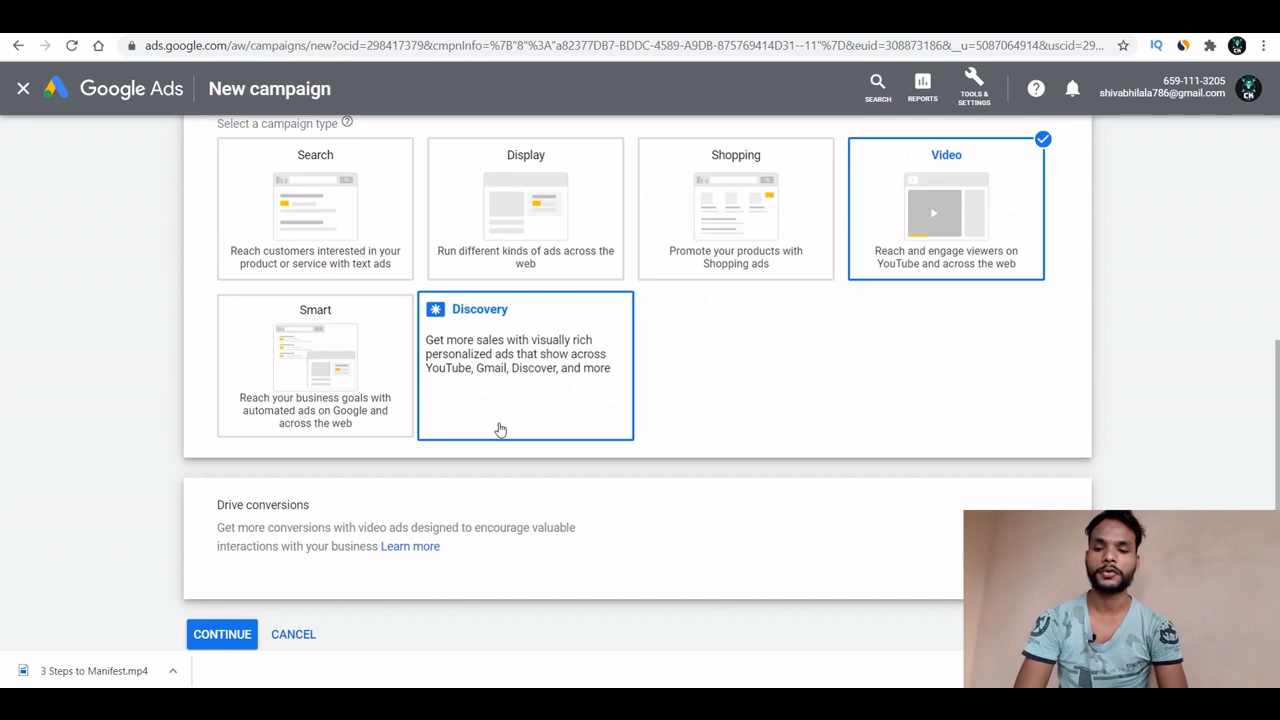 ads.google.com/aw/campaigns/new?ocid=298417379&cmpnInfo=%7B"8"%3A"a82377DB7-BDDC-4589-A9DB-875769414D31--11"%7D&euid=308873186&__u=5087064914&uscid=29...
Google Ads
New campaign
SEARCH
REPORTS
TOOLS &
SETTINGS
659-111-3205
shivabhilala786@gmail.com
Select a campaign type
Search
Reach customers interested in your
product or service with text ads
Display
Run different kinds of ads across the
web
Shopping
Promote your products with
Shopping ads
Video
Reach and engage viewers on
YouTube and across the web
Smart
Reach your business goals with
automated ads on Google and
across the web
Discovery
Get more sales with visually rich
personalized ads that show across
YouTube, Gmail, Discover, and more
Drive conversions
Get more conversions with video ads designed to encourage valuable
interactions with your business Learn more
CONTINUE
CANCEL
3 Steps to Manifest.mp4